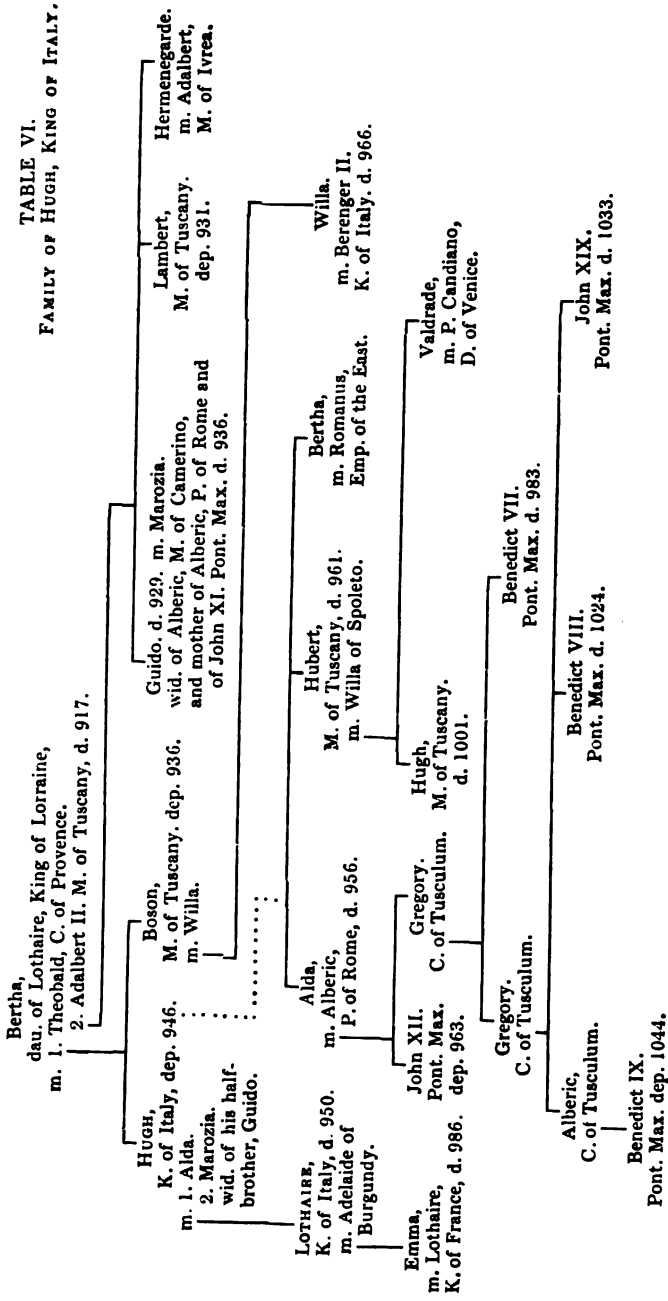 TABLE VI.
FAMILY OF HUGH, KING OF ITALY.
Bertha,
dau. of Lothaire, King of Lorraine,
m. 1. Theobald, C. of Provence.
2. Adalbert II. M. of Tuscany, d. 917.
HUGH,
K. of Italy, dep. 946.
m. 1. Alda.
2. Marozia.
wid. of his half-
brother, Guido.
Boson,
M. of Tuscany. dep. 936.
m. Willa.
Guido. d. 929. m. Marozia.
wid. of Alberic, M. of Camerino,
and mother of Alberic, P. of Rome and
of John XI. Pont. Max. d. 936.
Lambert,
M. of Tuscany.
dep. 931.
Hermenegarde.
m. Adalbert,
M. of Ivrea.
LOTHAIRE,
K. of Italy, d. 950.
m. Adelaide of
Burgundy.
Alda,
m. Alberic,
P. of Rome, d. 956.
Hubert,
M. of Tuscany, d. 961.
m. Willa of Spoleto.
Bertha,
m. Romanus,
Emp. of the East.
Willa.
m. Berenger II.
K. of Italy. d. 966.
Emma,
m. Lothaire,
K. of France, d. 986.
John XII.
Pont. Max.
dep. 963.
Gregory.
C. of Tusculum.
Hugh,
M. of Tuscany.
d. 1001.
Valdrade,
m. P. Candiano,
D. of Venice.
Gregory.
C. of Tusculum.
Benedict VII.
Pont. Max. d. 983.
Alberic,
C. of Tusculum.
Benedict VIII.
Pont. Max. d. 1024.
John XIX.
Pont. Max. d. 1033.
Benedict IX.
Pont. Max. dep. 1044.